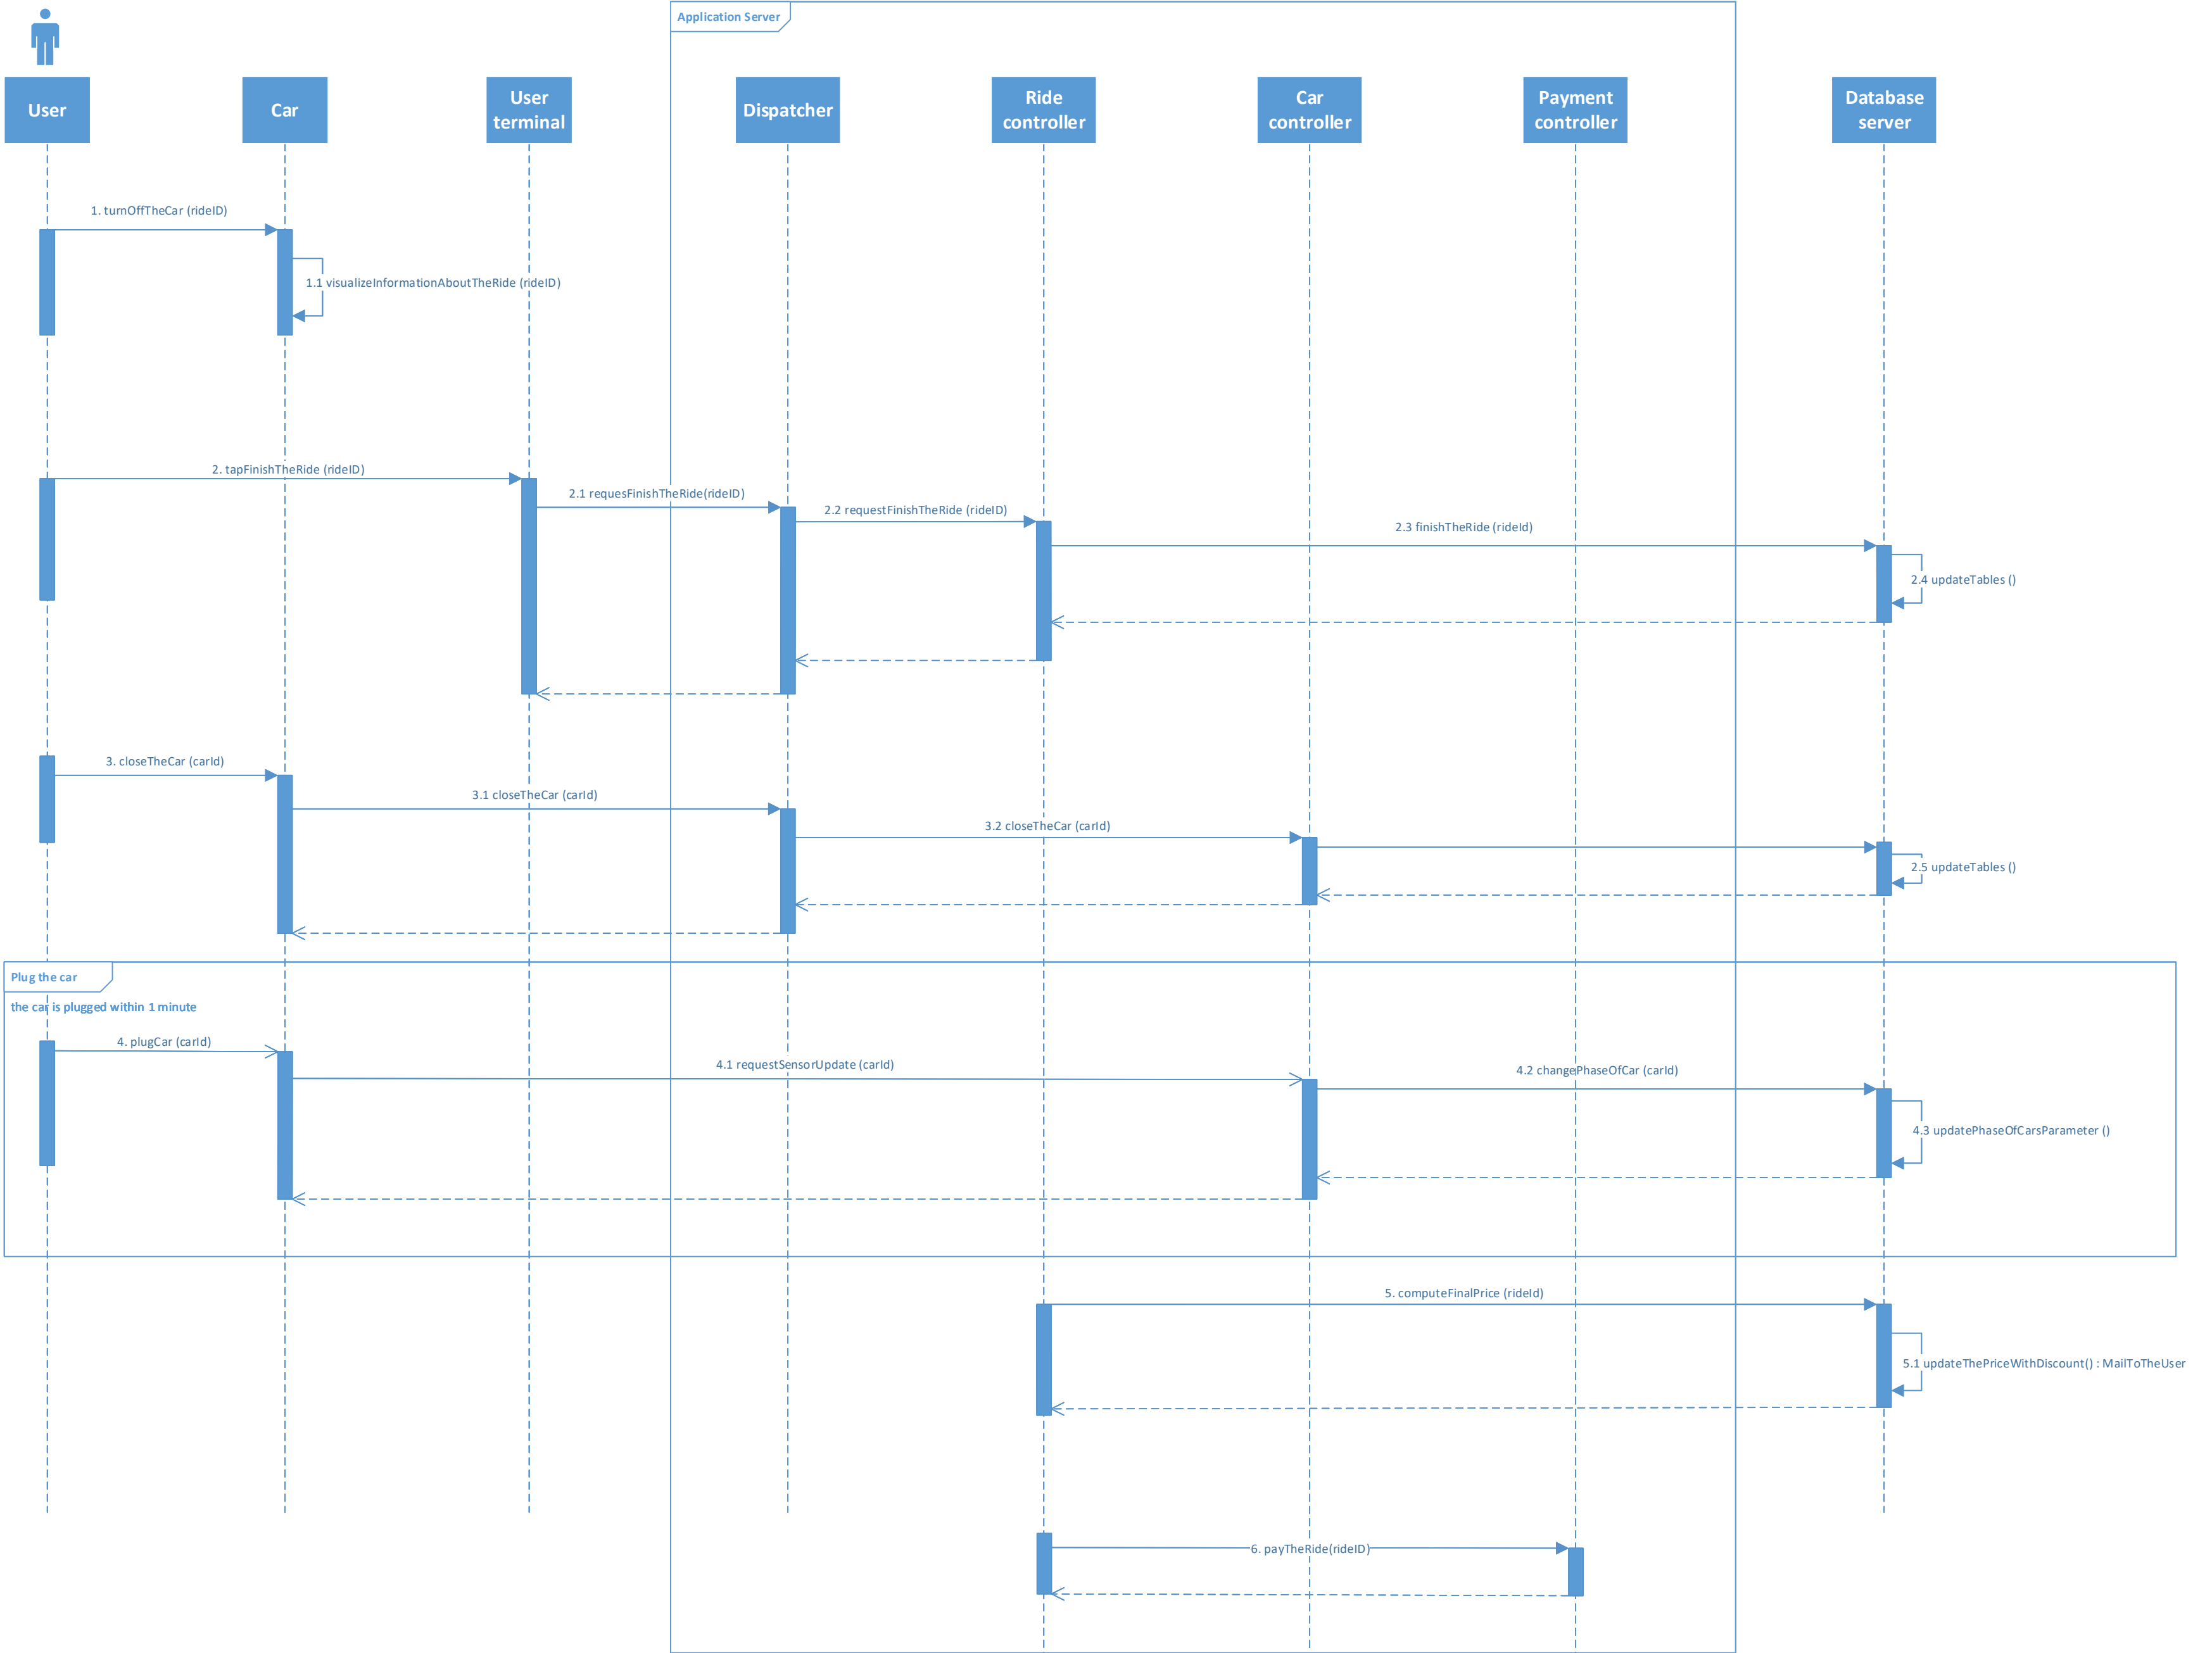 Application Server
User
Car
User
terminal
Dispatcher
Ride
controller
Car
controller
Payment
controller
Database
server
1. turnOffTheCar (rideID)
1.1 visualizeInformationAboutTheRide (rideID)
2. tapFinishTheRide (rideID)
2.1 requesFinishTheRide(rideID)
2.2 requestFinishTheRide (rideID)
2.3 finishTheRide (rideId)
2.4 updateTables ()
3. closeTheCar (carId)
3.1 closeTheCar (carId)
3.2 closeTheCar (carId)
2.5 updateTables ()
Plug the car
the car is plugged within 1 minute
4. plugCar (carId)
4.1 requestSensorUpdate (carId)
4.2 changePhaseOfCar (carId)
4.3 updatePhaseOfCarsParameter ()
5. computeFinalPrice (rideId)
5.1 updateThePriceWithDiscount() : MailToTheUser
6. payTheRide(rideID)